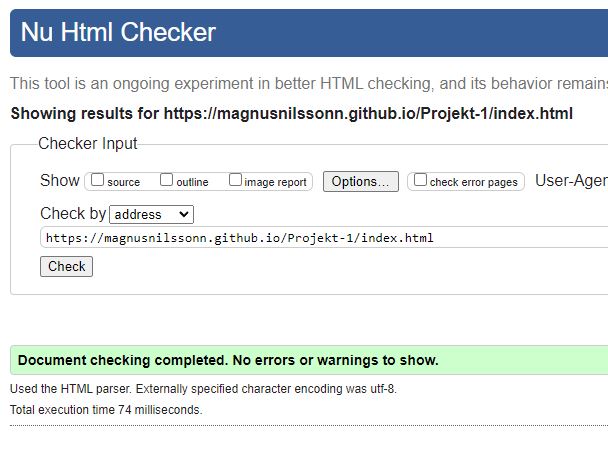 Nu Html Checker
This tool is an ongoing experiment in better HTML checking, and its behavior remains
Showing results for https://magnusnilssonn.github.io/Projekt-1/index.html
Checker Input
Show source outline image report Options... check error pages User-Agen
Check by address
https://magnusnilssonn.github.io/Projekt-1/index.html
Check
Document checking completed. No errors or warnings to show.
Used the HTML parser. Externally specified character encoding was utf-8.
Total execution time 74 milliseconds.